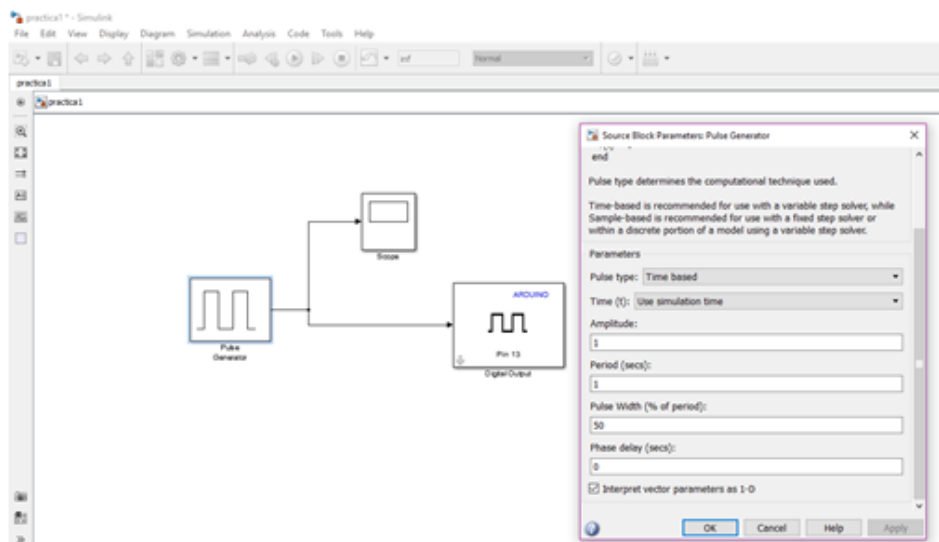 practica1 * - Simulink
File Edit View Display Diagram Simulation Analysis Code Tools Help
inf
Normal
practica1
practica1
Scope
Pulse
Generator
ARDUINO
Pin 13
Digital Output
Source Block Parameters: Pulse Generator
end
Pulse type determines the computational technique used.
Time-based is recommended for use with a variable step solver, while
Sample-based is recommended for use with a fixed step solver or
within a discrete portion of a model using a variable step solver.
Parameters
Pulse type: Time based
Time (t): Use simulation time
Amplitude:
1
Period (secs):
1
Pulse Width (% of period):
50
Phase delay (secs):
0
Interpret vector parameters as 1-D
OK Cancel Help Apply